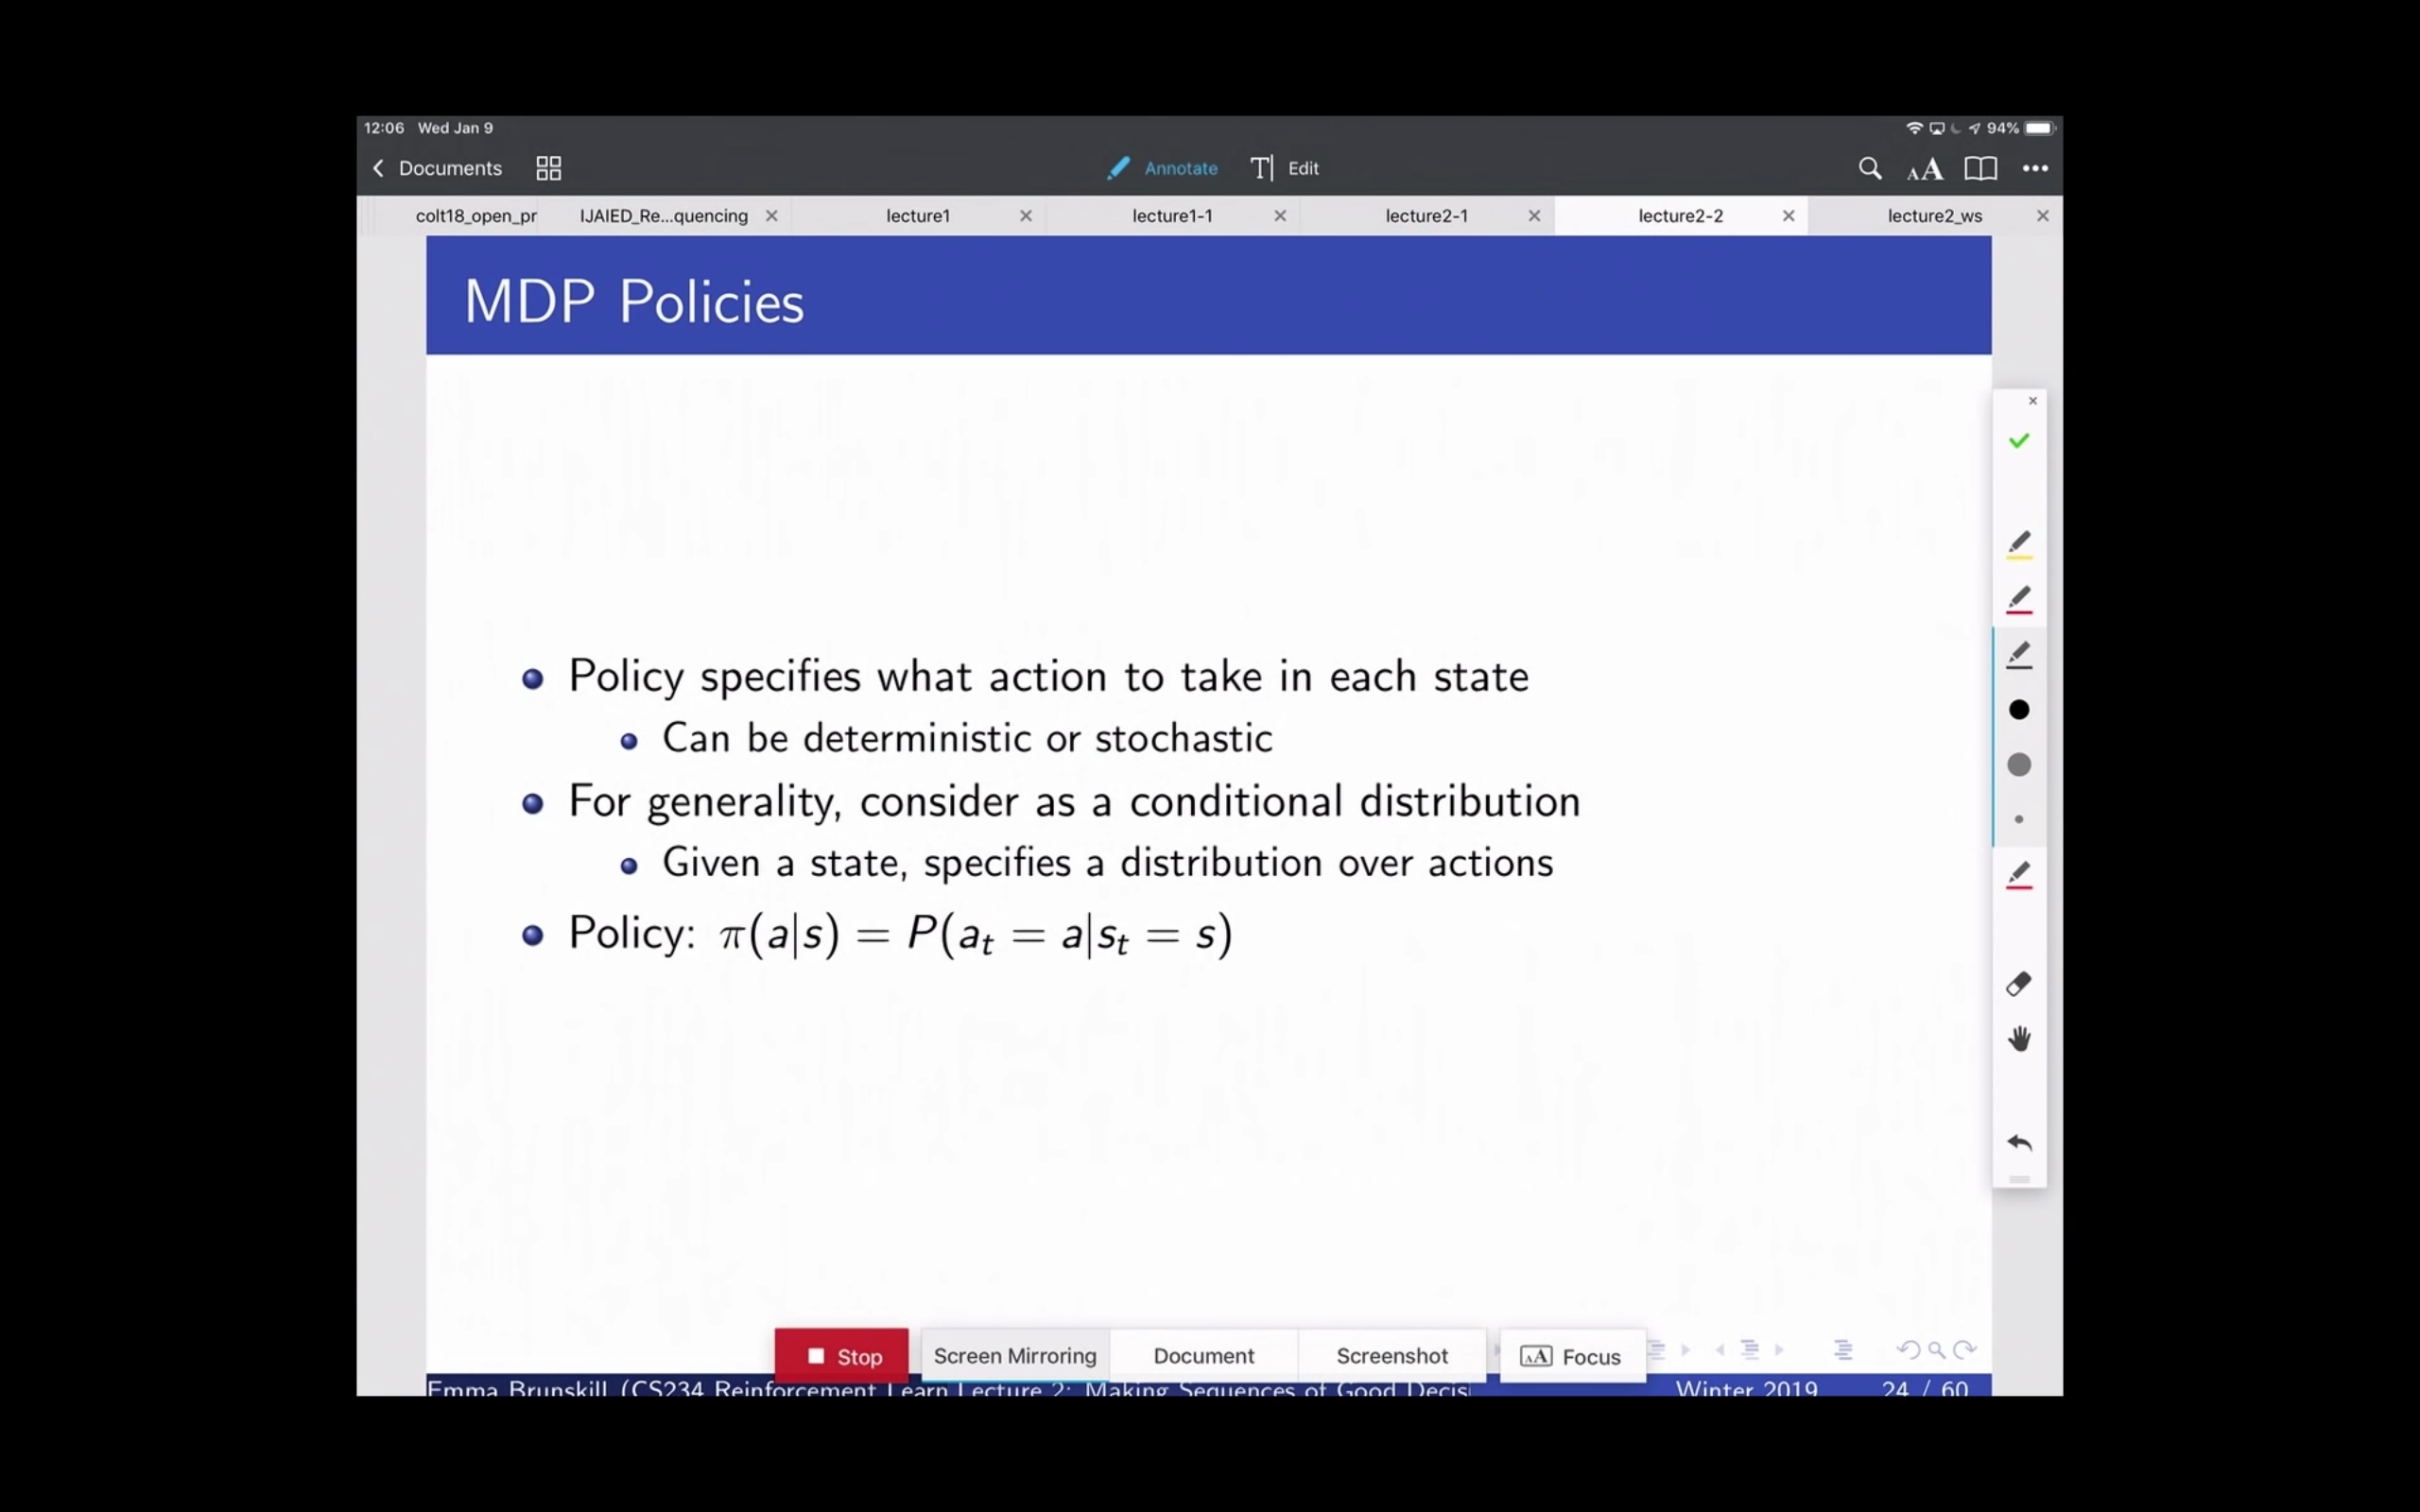 12:06 Wed Jan 9 94%
Documents Annotate Edit
colt18_open_pr IJAIED_Re...quencing lecture1 lecture1-1 lecture2-1 lecture2-2 lecture2_ws
MDP Policies
Policy specifies what action to take in each state
Can be deterministic or stochastic
For generality, consider as a conditional distribution
Given a state, specifies a distribution over actions
Policy: π(a|s) = P(aₜ = a|sₜ = s)
Stop Screen Mirroring Document Screenshot AA Focus
Emma Brunskill (CS234 Reinforcement Learn Lecture 2: Making Sequences of Good Decis Winter 2019 24 / 60